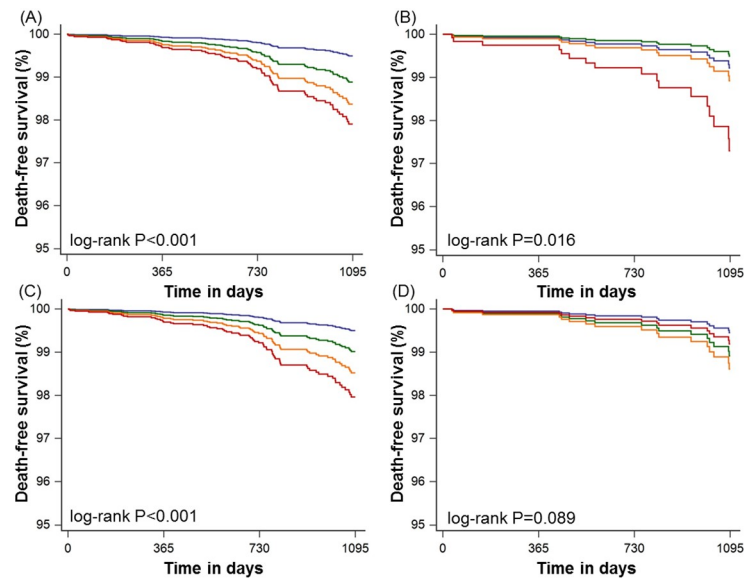 (A)
Death-free survival (%)
100
99
98
97
96
95
log-rank P<0.001
0 365 730 1095
Time in days
(B)
Death-free survival (%)
100
99
98
97
96
95
log-rank P=0.016
0 365 730 1095
Time in days
(C)
Death-free survival (%)
100
99
98
97
96
95
log-rank P<0.001
0 365 730 1095
Time in days
(D)
Death-free survival (%)
100
99
98
97
96
95
log-rank P=0.089
0 365 730 1095
Time in days